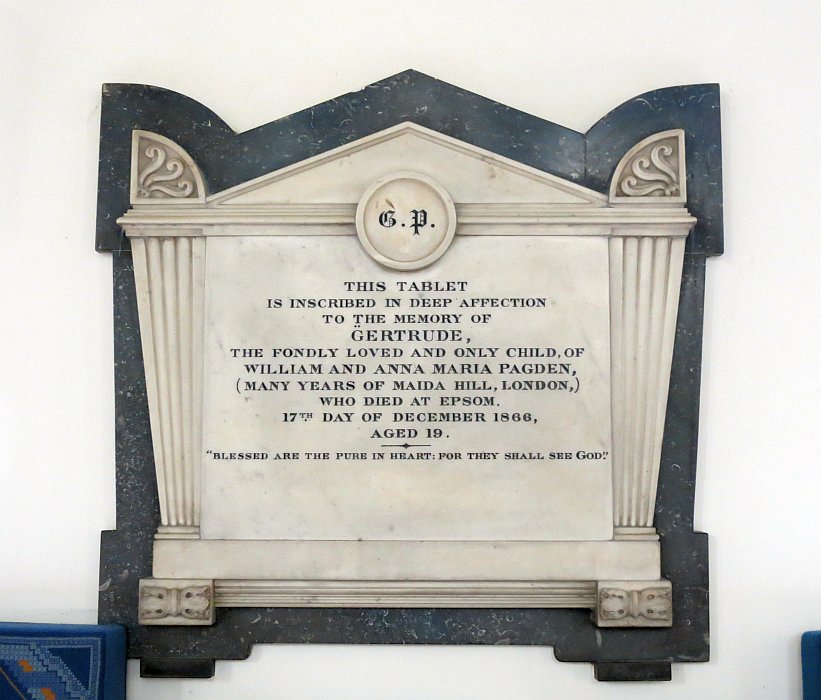 G.P.
THIS TABLET
IS INSCRIBED IN DEEP AFFECTION
TO THE MEMORY OF
GERTRUDE,
THE FONDLY LOVED AND ONLY CHILD, OF
WILLIAM AND ANNA MARIA PAGDEN,
(MANY YEARS OF MAIDA HILL, LONDON,)
WHO DIED AT EPSOM.
17TH DAY OF DECEMBER 1866,
AGED 19.
"BLESSED ARE THE PURE IN HEART: FOR THEY SHALL SEE GOD."